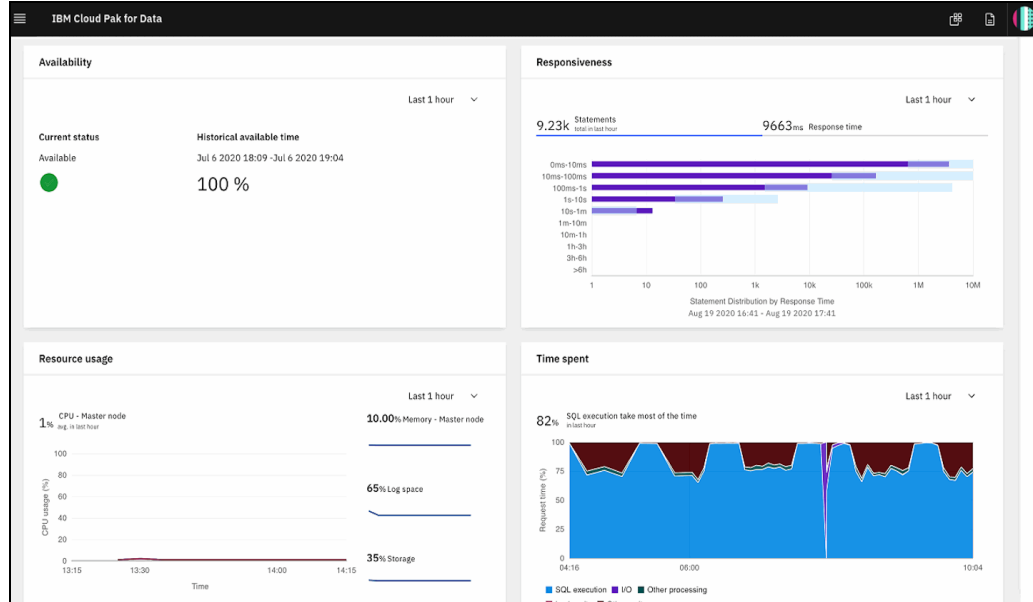 IBM Cloud Pak for Data
Availability
Last 1 hour
Current status
Historical available time
Available
Jul 6 2020 18:09 -Jul 6 2020 19:04
100 %
Responsiveness
Last 1 hour
9.23k Statements
total in last hour
9663ms Response time
0ms-10ms
10ms-100ms
100ms-1s
1s-10s
10s-1m
1m-10m
10m-1h
1h-3h
3h-6h
>6h
1 10 100 1k 10k 100k 1M 10M
Statement Distribution by Response Time
Aug 19 2020 16:41 - Aug 19 2020 17:41
Resource usage
Last 1 hour
1% CPU - Master node
avg. in last hour
CPU usage (%)
100
80
60
40
20
0
13:15 13:30 14:00 14:15
Time
10.00% Memory - Master node
65% Log space
35% Storage
Time spent
Last 1 hour
82% SQL execution take most of the time
in last hour
Request time (%)
100
75
50
25
0
04:16 06:00 10:04
SQL execution I/O Other processing